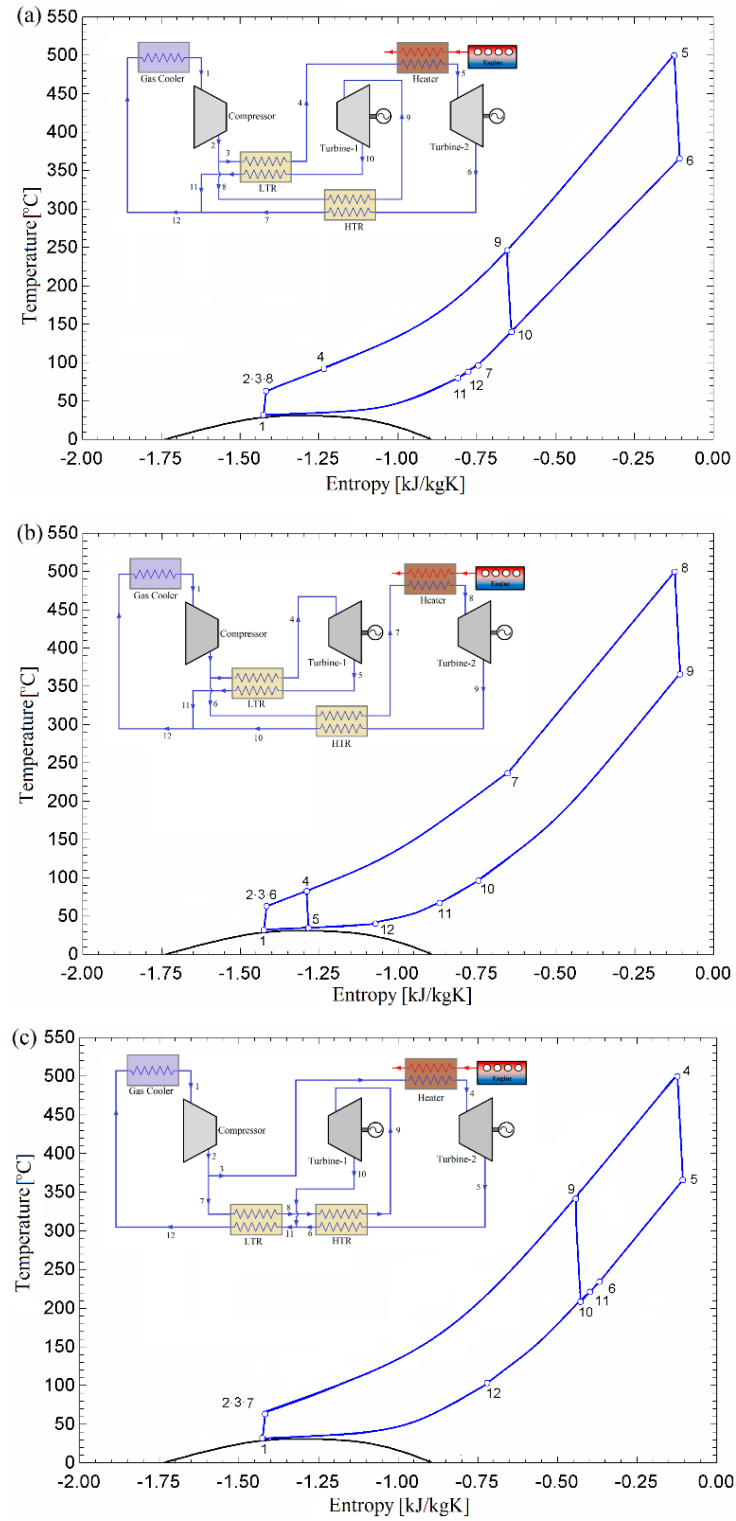 (a)
550
500
450
400
350
300
250
200
150
100
50
0
Temperature [°C]
-2.00 -1.75 -1.50 -1.25 -1.00 -0.75 -0.50 -0.25 0.00
Entropy [kJ/kgK]
Gas Cooler
Compressor
Turbine-1
Turbine-2
Heater
Engine
LTR
HTR
1
2
3
4
5
6
7
8
9
10
11
12
5
6
9
10
4
2·3·8
7
12
11
1
(b)
550
500
450
400
350
300
250
200
150
100
50
0
Temperature [°C]
-2.00 -1.75 -1.50 -1.25 -1.00 -0.75 -0.50 -0.25 0.00
Entropy [kJ/kgK]
Gas Cooler
Compressor
Turbine-1
Turbine-2
Heater
Engine
LTR
HTR
1
4
5
6
7
8
9
10
11
12
8
9
7
4
2·3·6
10
11
12
5
1
(c)
550
500
450
400
350
300
250
200
150
100
50
0
Temperature [°C]
-2.00 -1.75 -1.50 -1.25 -1.00 -0.75 -0.50 -0.25 0.00
Entropy [kJ/kgK]
Gas Cooler
Compressor
Turbine-1
Turbine-2
Heater
Engine
LTR
HTR
1
2
3
4
5
6
7
8
9
10
11
12
4
5
9
6
11
10
12
2·3·7
1